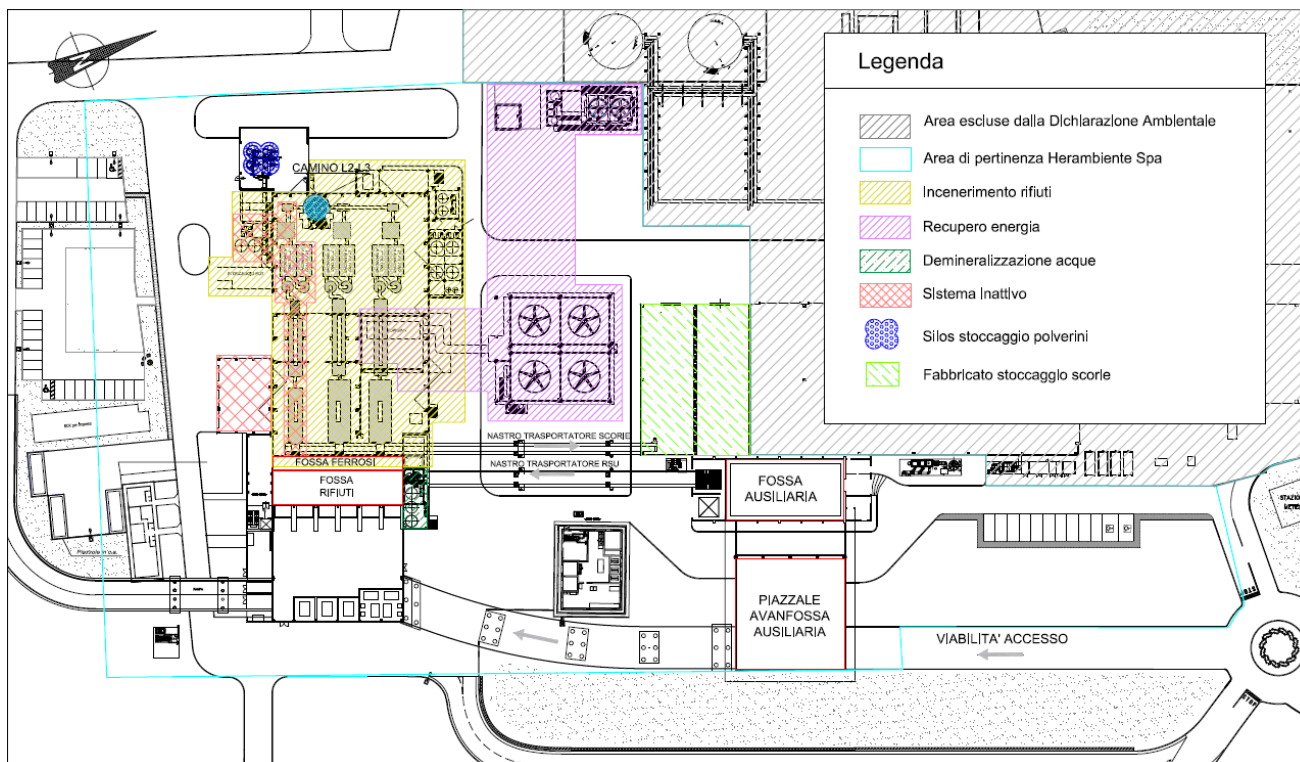 N
Legenda
Area escluse dalla Dichiarazione Ambientale
Area di pertinenza Herambiente Spa
Incenerimento rifiuti
Recupero energia
Demineralizzazione acque
Sistema inattivo
Silos stoccaggio polverini
Fabbricato stoccaggio scorie
CAMINO L2-L3
NASTRO TRASPORTATORE SCORIE
NASTRO TRASPORTATORE RSU
FOSSA FERROSI
FOSSA
RIFIUTI
FOSSA
AUSILIARIA
PIAZZALE
AVANFOSSA
AUSILIARIA
VIABILITA' ACCESSO
STOP
STOP